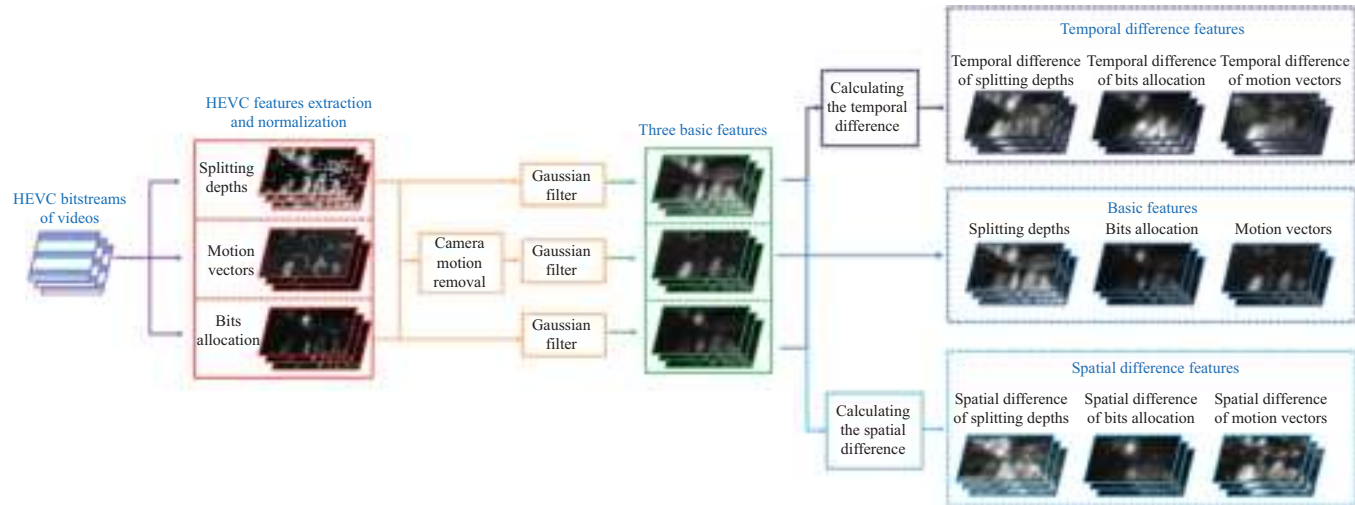 HEVC bitstreams
of videos
HEVC features extraction
and normalization
Splitting
depths
Motion
vectors
Bits
allocation
Camera
motion
removal
Gaussian
filter
Gaussian
filter
Gaussian
filter
Three basic features
Calculating
the temporal
difference
Calculating
the spatial
difference
Temporal difference features
Temporal difference
of splitting depths
Temporal difference
of bits allocation
Temporal difference
of motion vectors
Basic features
Splitting depths
Bits allocation
Motion vectors
Spatial difference features
Spatial difference
of splitting depths
Spatial difference
of bits allocation
Spatial difference
of motion vectors